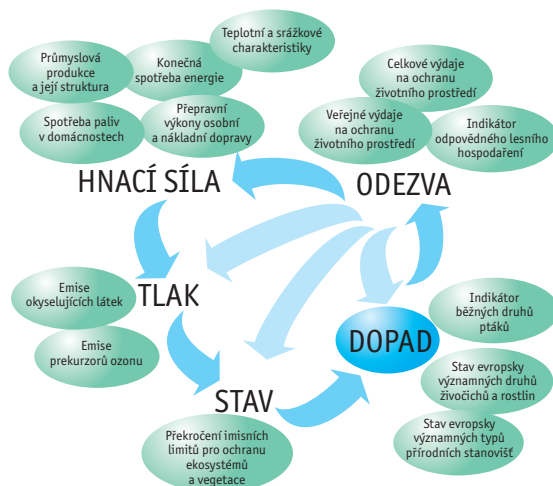 Teplotní a srážkové
charakteristiky
Průmyslová
produkce
a její struktura
Konečná
spotřeba energie
Spotřeba paliv
v domácnostech
Přepravní
výkony osobní
a nákladní dopravy
Celkové výdaje
na ochranu
životního prostředí
Veřejné výdaje
na ochranu
životního prostředí
Indikátor
odpovědného lesního
hospodaření
HNACÍ SÍLA
ODEZVA
Emise
okyselujících látek
TLAK
Emise
prekurzorů ozonu
Indikátor
běžných druhů
ptáků
DOPAD
Stav evropsky
významných druhů
živočichů a rostlin
STAV
Stav evropsky
významných typů
přírodních stanovišť
Překročení imisních
limitů pro ochranu
ekosystémů
a vegetace